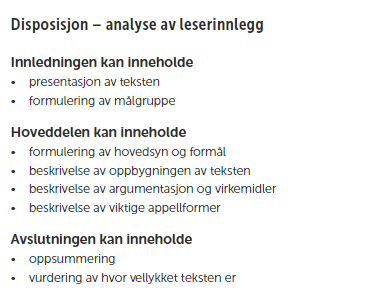 Disposisjon – analyse av leserinnlegg
Innledningen kan inneholde
• presentasjon av teksten
• formulering av målgruppe
Hoveddelen kan inneholde
• formulering av hovedsyn og formål
• beskrivelse av oppbygningen av teksten
• beskrivelse av argumentasjon og virkemidler
• beskrivelse av viktige appellformer
Avslutningen kan inneholde
• oppsummering
• vurdering av hvor vellykket teksten er